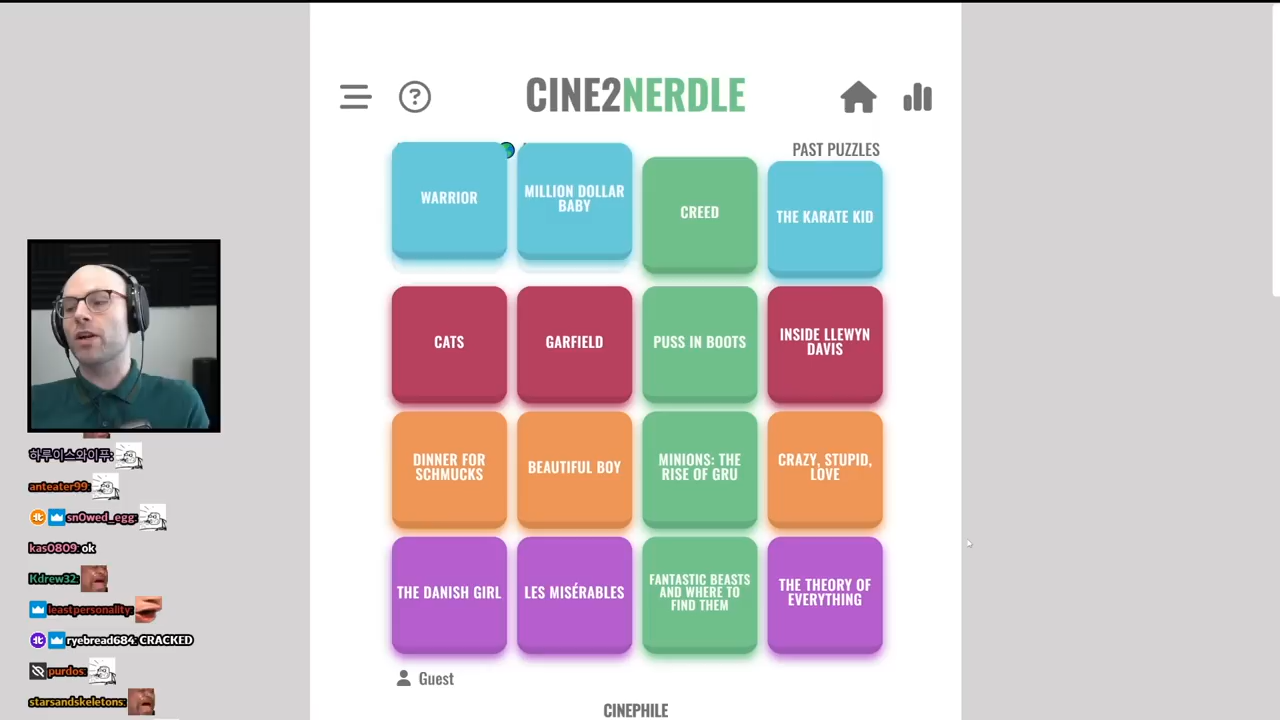 CINE2NERDLE
PAST PUZZLES
WARRIOR
MILLION DOLLAR
BABY
CREED
THE KARATE KID
CATS
GARFIELD
PUSS IN BOOTS
INSIDE LLEWYN
DAVIS
DINNER FOR
SCHMUCKS
BEAUTIFUL BOY
MINIONS: THE
RISE OF GRU
CRAZY, STUPID,
LOVE
THE DANISH GIRL
LES MISÉRABLES
FANTASTIC BEASTS
AND WHERE TO
FIND THEM
THE THEORY OF
EVERYTHING
Guest
CINEPHILE
하루이스와이푸:
anteater99:
sn0wed_egg:
kas0809: ok
Kdrew32:
leastpersonality:
ryebread684: CRACKED
purdos:
starsandskeletons: